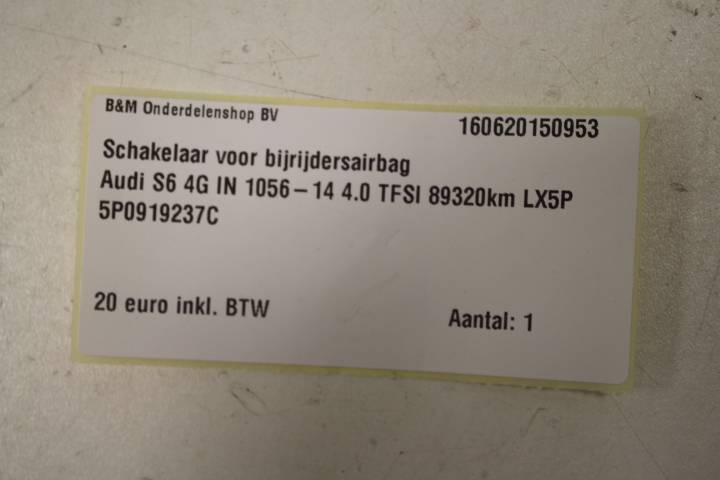 B&M Onderdelenshop BV 160620150953
Schakelaar voor bijrijdersairbag
Audi S6 4G IN 1056-14 4.0 TFSI 89320km LX5P
5P0919237C
20 euro inkl. BTW Aantal: 1